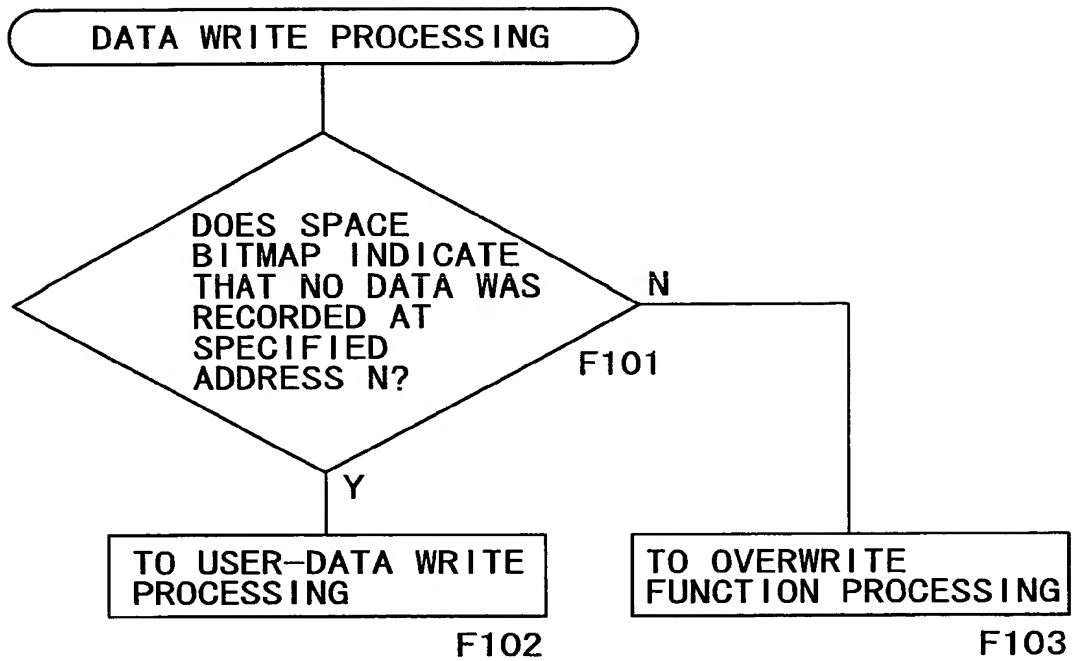 DATA WRITE PROCESSING
DOES SPACE
BITMAP INDICATE
THAT NO DATA WAS
RECORDED AT
SPECIFIED
ADDRESS N?
N
F101
Y
TO USER-DATA WRITE
PROCESSING
F102
TO OVERWRITE
FUNCTION PROCESSING
F103